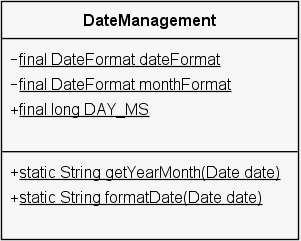 DateManagement
-final DateFormat dateFormat
-final DateFormat monthFormat
+final long DAY_MS
+static String getYearMonth(Date date)
+static String formatDate(Date date)